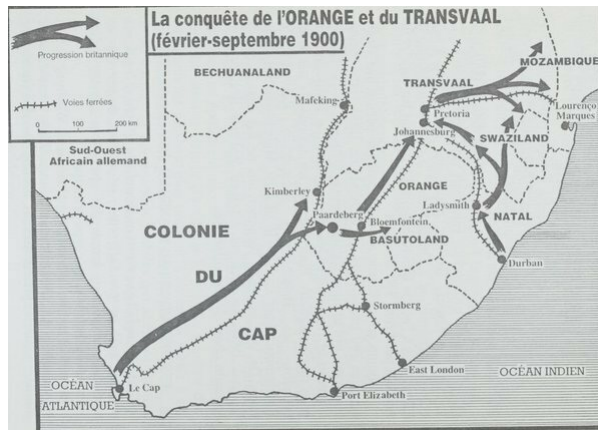 La conquête de l'ORANGE et du TRANSVAAL
(février-septembre 1900)
Progression britannique
Voies ferrées
0 100 200 km
BECHUANALAND
MOZAMBIQUE
TRANSVAAL
Mafeking
Pretoria
Lourenço
Marques
Johannesburg
SWAZILAND
Sud-Ouest
Africain allemand
Kimberley
ORANGE
Paardeberg
Ladysmith
NATAL
Bloemfontein
COLONIE
BASUTOLAND
DU
Durban
Stormberg
CAP
East London
OCÉAN INDIEN
OCÉAN
ATLANTIQUE
Le Cap
Port Elizabeth